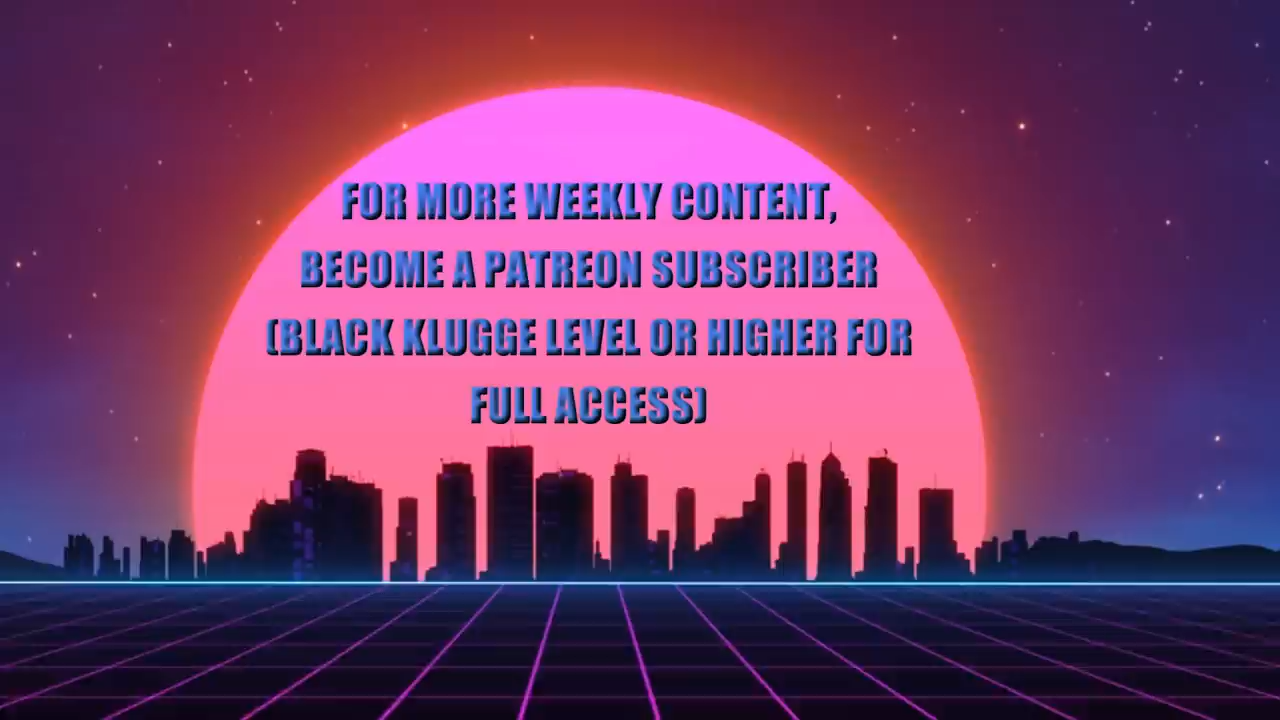 FOR MORE WEEKLY CONTENT,
BECOME A PATREON SUBSCRIBER
(BLACK KLUGGE LEVEL OR HIGHER FOR
FULL ACCESS)